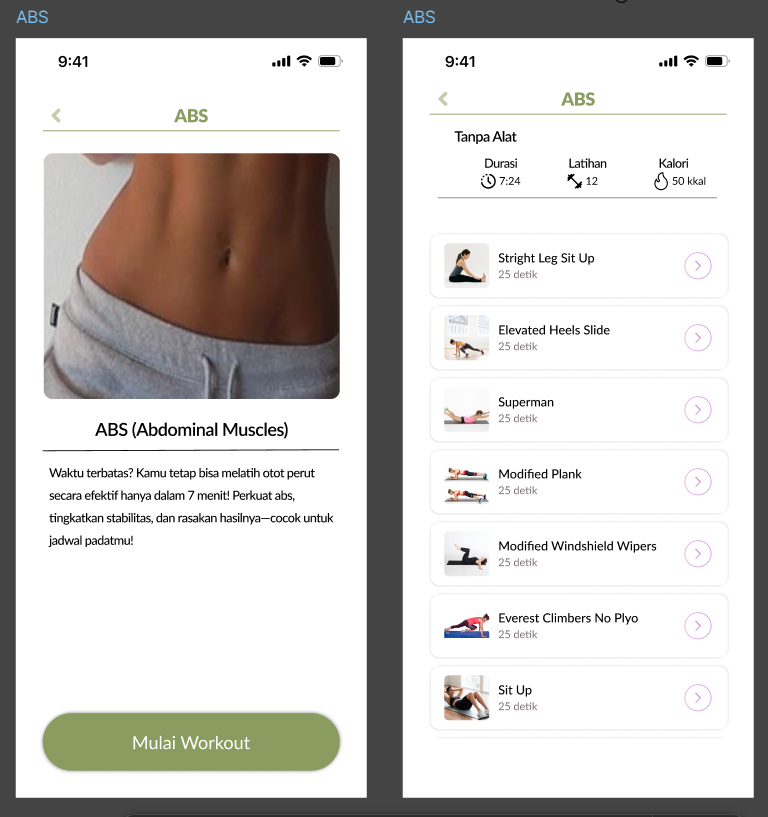 ABS
9:41
ABS
ABS (Abdominal Muscles)
Waktu terbatas? Kamu tetap bisa melatih otot perut
secara efektif hanya dalam 7 menit! Perkuat abs,
tingkatkan stabilitas, dan rasakan hasilnya—cocok untuk
jadwal padatmu!
Mulai Workout
ABS
9:41
ABS
Tanpa Alat
Durasi Latihan Kalori
7:24 12 50 kkal
Stright Leg Sit Up
25 detik
Elevated Heels Slide
25 detik
Superman
25 detik
Modified Plank
25 detik
Modified Windshield Wipers
25 detik
Everest Climbers No Plyo
25 detik
Sit Up
25 detik